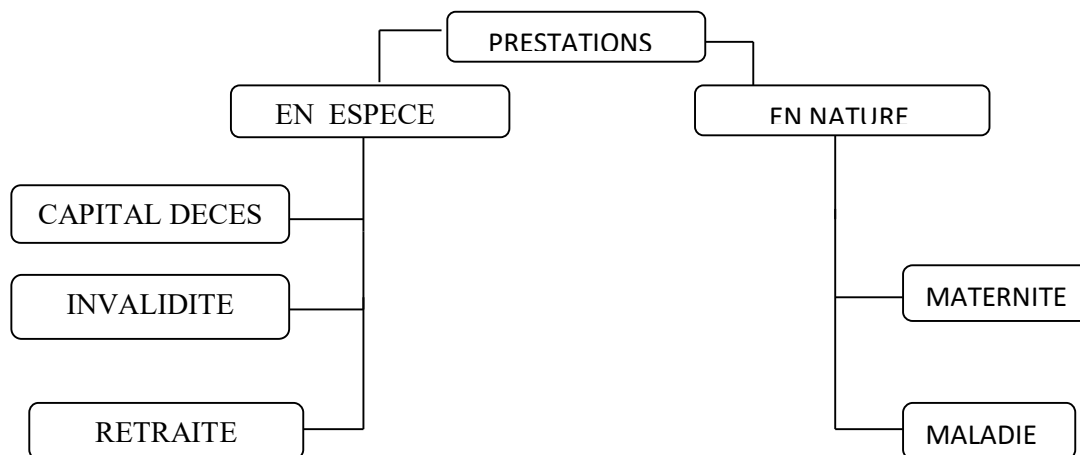 PRESTATIONS
EN ESPECE
EN NATURE
CAPITAL DECES
INVALIDITE
MATERNITE
RETRAITE
MALADIE